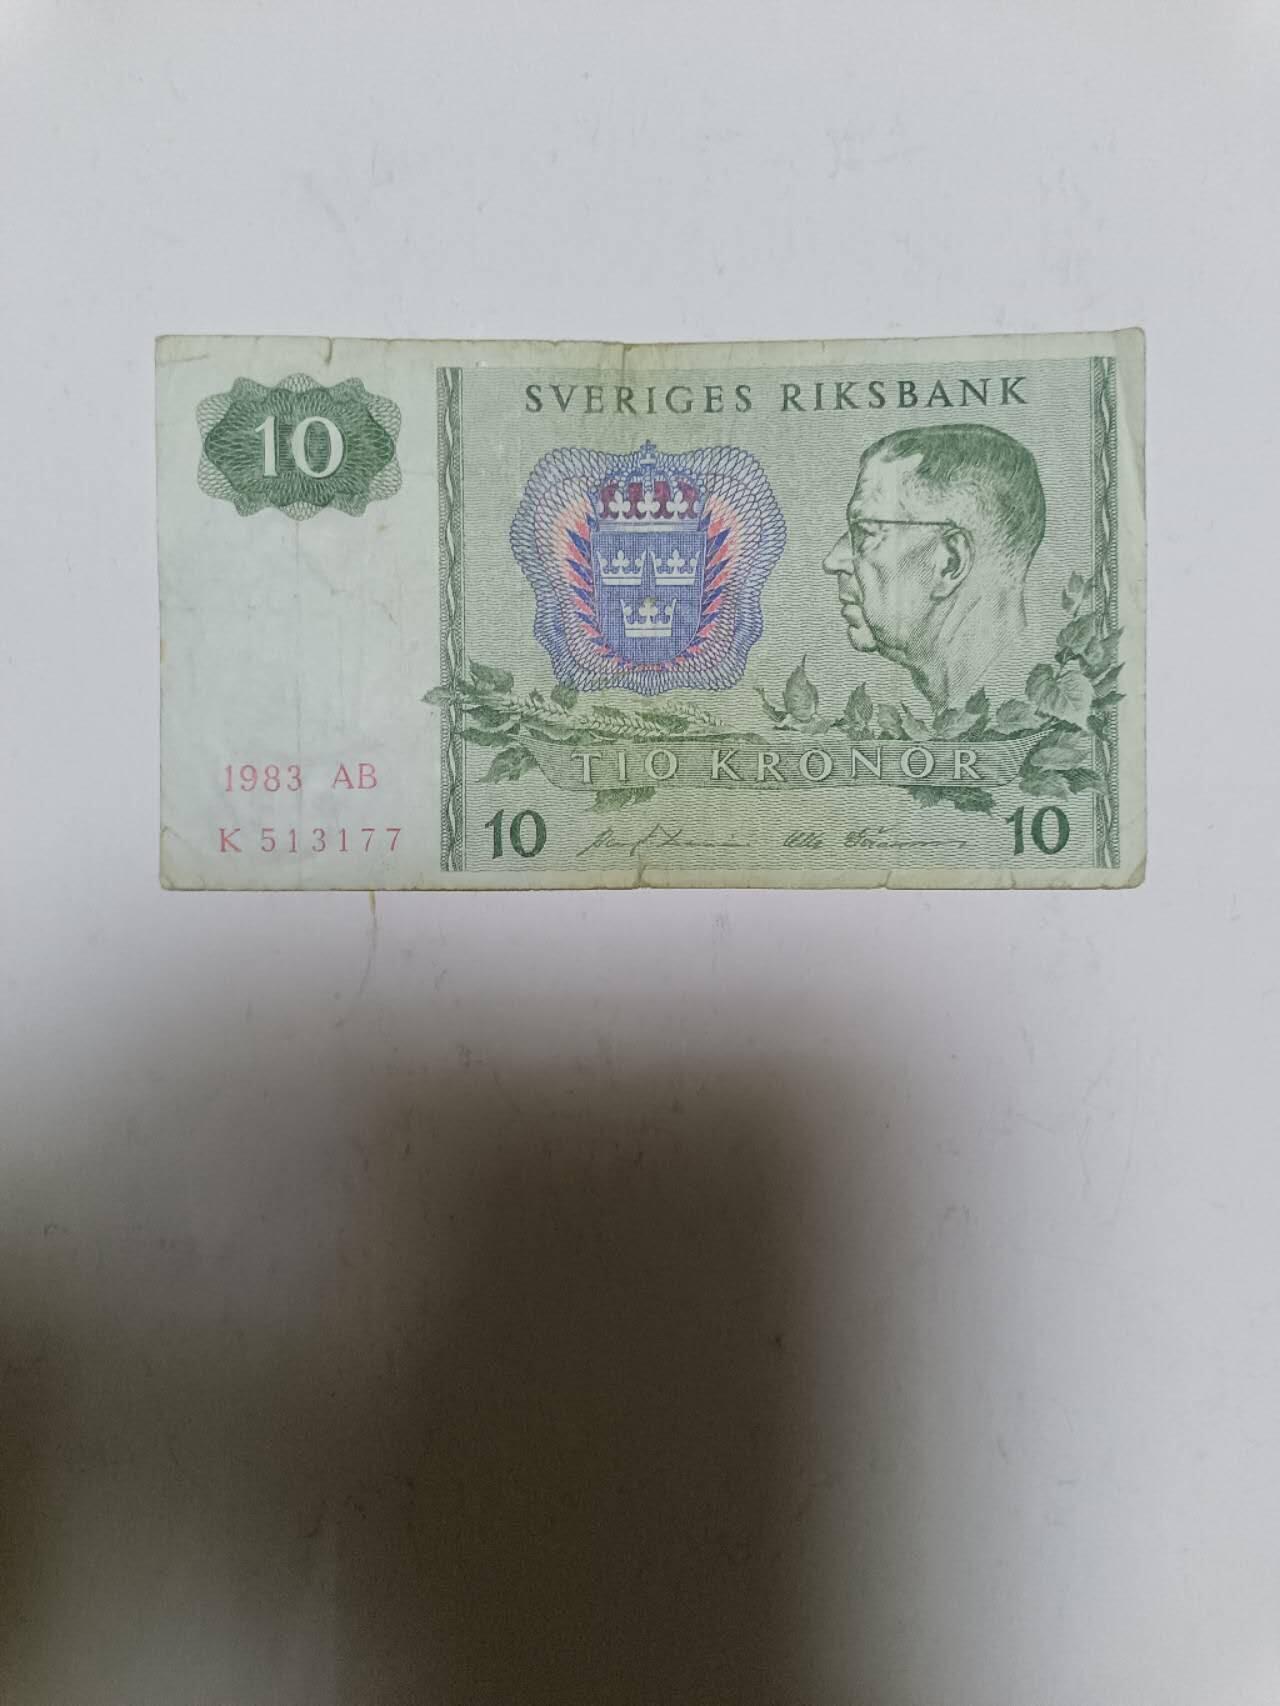 10
SVERIGES RIKSBANK
TIO KRONOR
1983 AB
K 513177
10
10